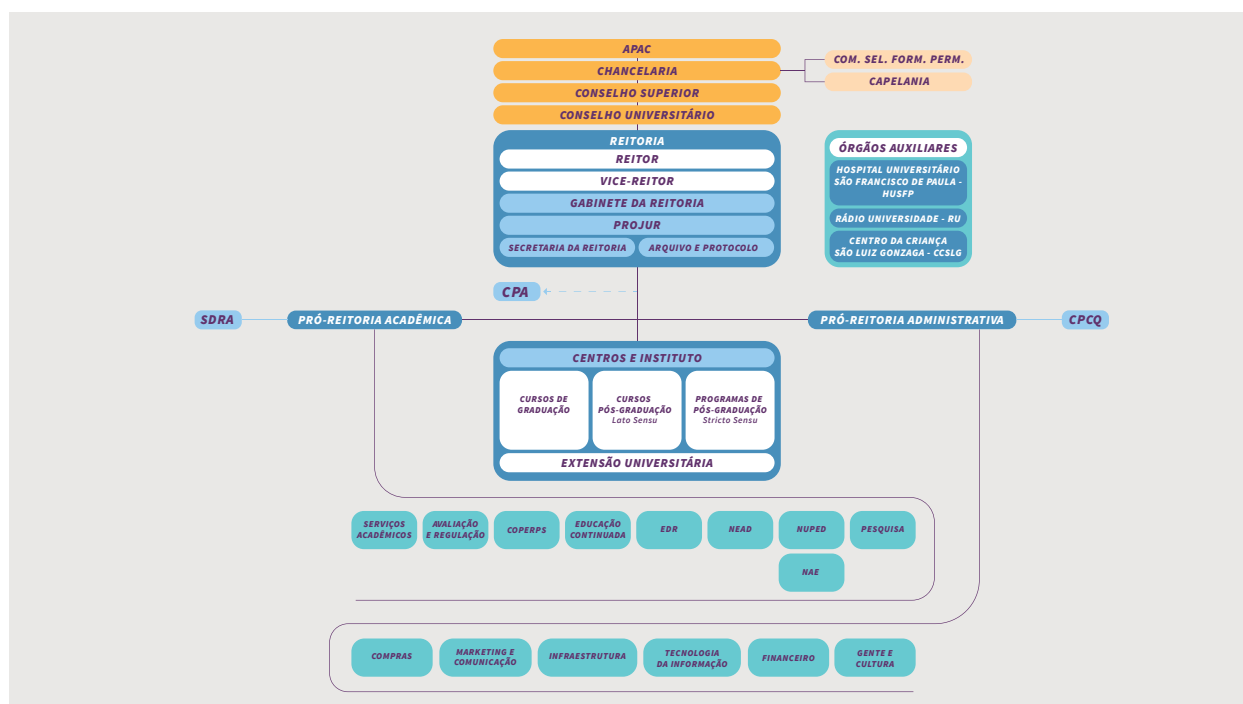 APAC
CHANCELARIA
CONSELHO SUPERIOR
CONSELHO UNIVERSITÁRIO
COM. SEL. FORM. PERM.
CAPELANIA
REITORIA
REITOR
VICE-REITOR
GABINETE DA REITORIA
PROJUR
SECRETARIA DA REITORIA
ARQUIVO E PROTOCOLO
ÓRGÃOS AUXILIARES
HOSPITAL UNIVERSITÁRIO
SÃO FRANCISCO DE PAULA -
HUSFP
RÁDIO UNIVERSIDADE - RU
CENTRO DA CRIANÇA
SÃO LUIZ GONZAGA - CCSLG
CPA
SDRA
PRÓ-REITORIA ACADÊMICA
PRÓ-REITORIA ADMINISTRATIVA
CPCQ
CENTROS E INSTITUTO
CURSOS DE
GRADUAÇÃO
CURSOS
PÓS-GRADUAÇÃO
Lato Sensu
PROGRAMAS DE
PÓS-GRADUAÇÃO
Stricto Sensu
EXTENSÃO UNIVERSITÁRIA
SERVIÇOS
ACADÊMICOS
AVALIAÇÃO
E REGULAÇÃO
COPERPS
EDUCAÇÃO
CONTINUADA
EDR
NEAD
NUPED
PESQUISA
NAE
COMPRAS
MARKETING E
COMUNICAÇÃO
INFRAESTRUTURA
TECNOLOGIA
DA INFORMAÇÃO
FINANCEIRO
GENTE E
CULTURA